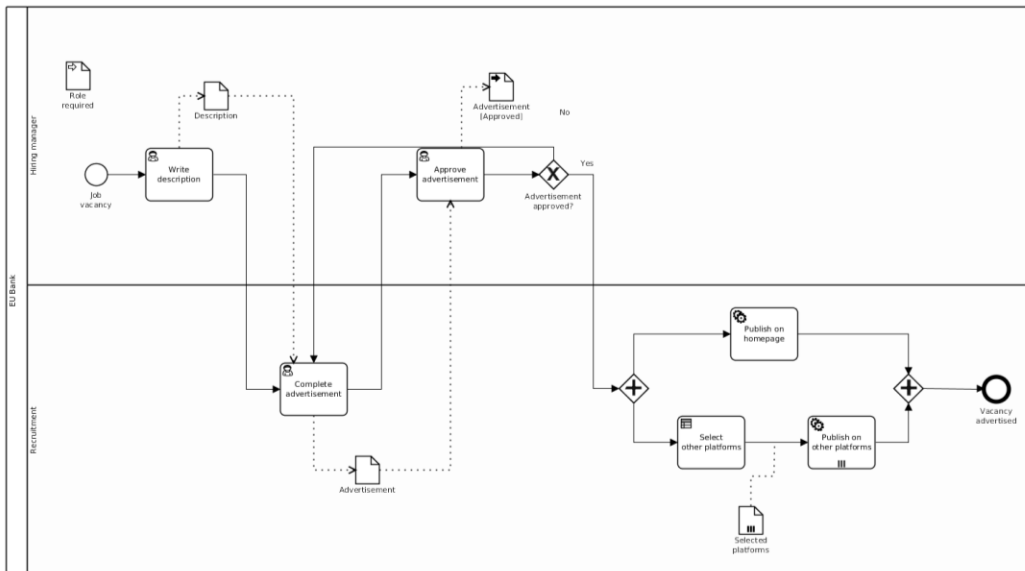 EU Bank
Hiring manager
Role
required
Job
vacancy
Write
description
Description
Approve
advertisement
Advertisement
[Approved]
No
Yes
Advertisement
approved?
Recruitment
Complete
advertisement
Advertisement
Publish on
homepage
Select
other platforms
Publish on
other platforms
Selected
platforms
Vacancy
advertised